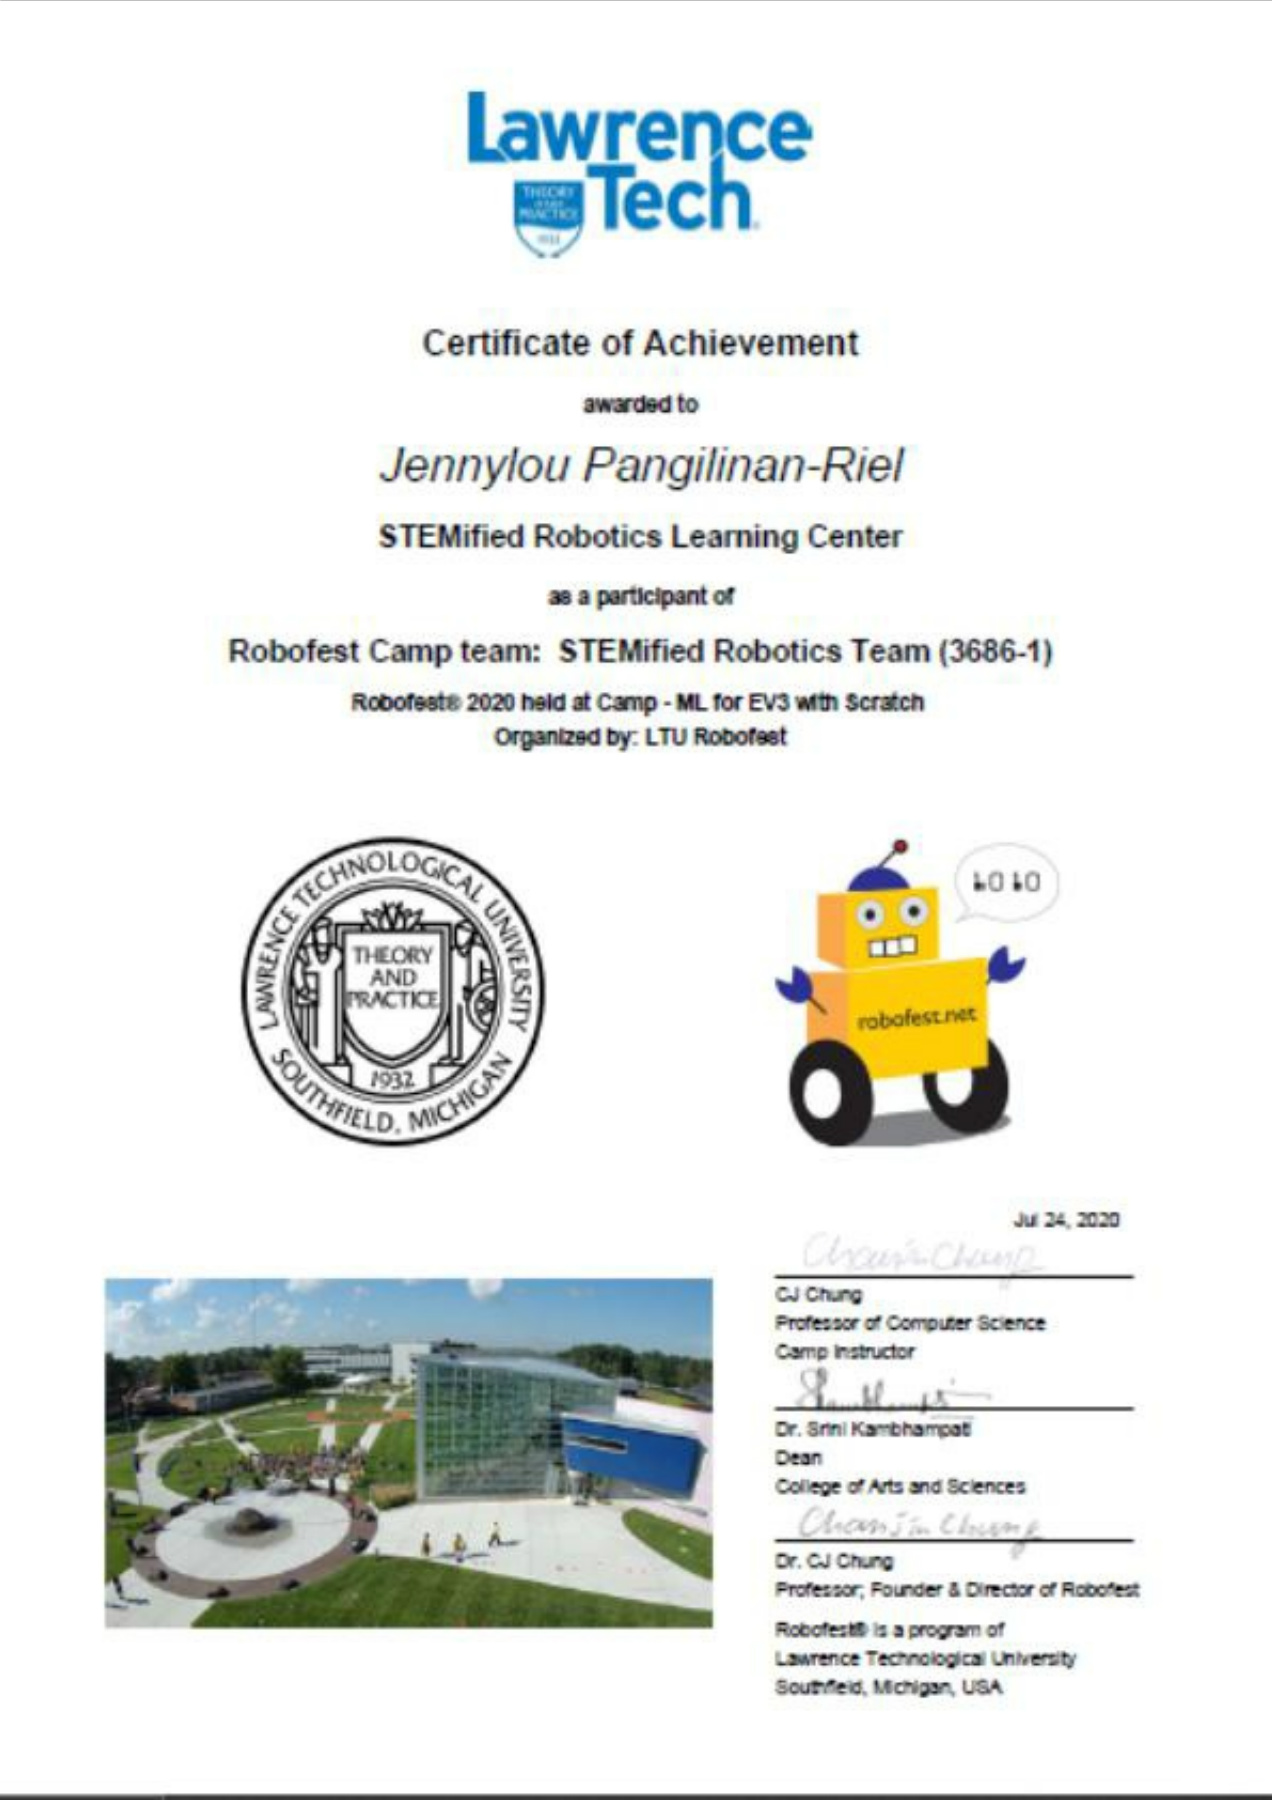 Lawrence
Tech
THEORY
PRACTICE
1932
Certificate of Achievement
awarded to
Jennylou Pangilinan-Riel
STEMified Robotics Learning Center
as a participant of
Robofest Camp team: STEMified Robotics Team (3686-1)
Robofest® 2020 held at Camp - ML for EV3 with Scratch
Organized by: LTU Robofest
LAWRENCE TECHNOLOGICAL UNIVERSITY
THEORY
AND
PRACTICE
1932
SOUTHFIELD, MICHIGAN
robofest.net
Jul 24, 2020
CJ Chung
Professor of Computer Science
Camp Instructor
Dr. Srini Kambhampati
Dean
College of Arts and Sciences
Chanjin Chung
Dr. CJ Chung
Professor; Founder & Director of Robofest
Robofest® is a program of
Lawrence Technological University
Southfield, Michigan, USA